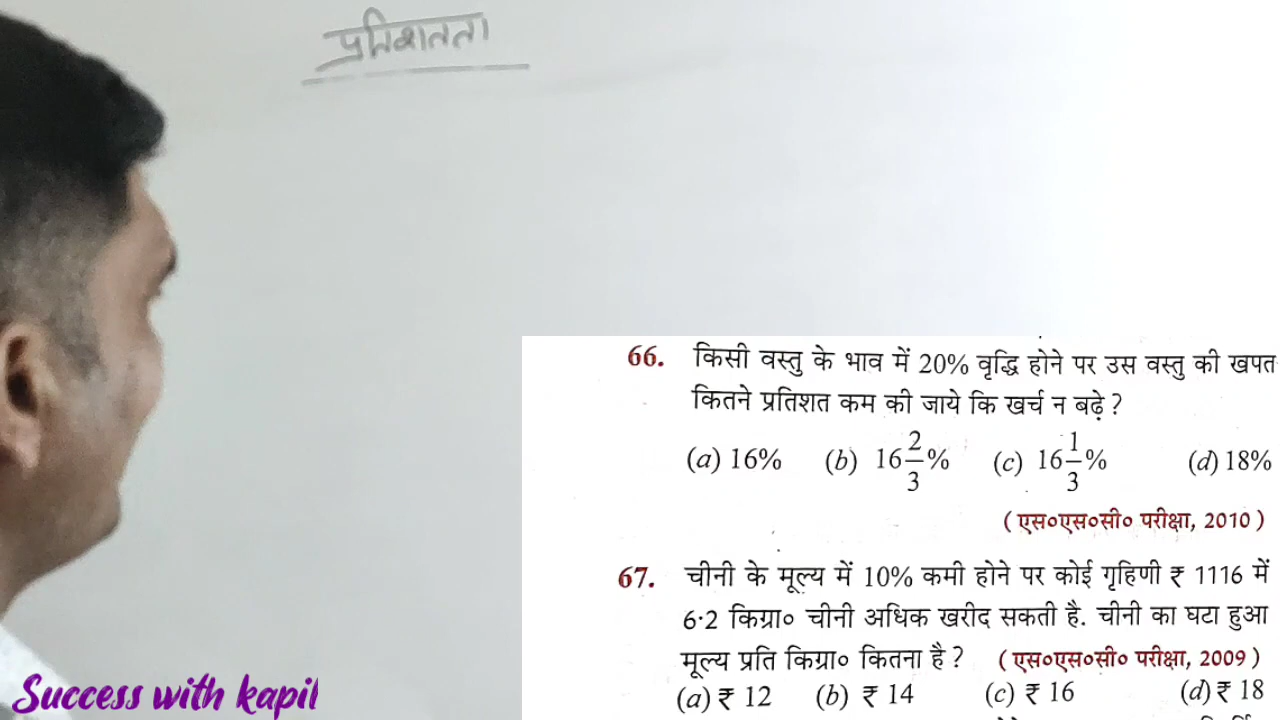 प्रतिशतता
66. किसी वस्तु के भाव में 20% वृद्धि होने पर उस वस्तु की खपत
कितने प्रतिशत कम की जाये कि खर्च न बढ़े ?
(a) 16% (b) 16 2/3% (c) 16 1/3% (d) 18%
( एस०एस०सी० परीक्षा, 2010 )
67. चीनी के मूल्य में 10% कमी होने पर कोई गृहिणी ₹ 1116 में
6·2 किग्रा० चीनी अधिक खरीद सकती है. चीनी का घटा हुआ
मूल्य प्रति किग्रा० कितना है ? ( एस०एस०सी० परीक्षा, 2009 )
(a) ₹ 12 (b) ₹ 14 (c) ₹ 16 (d) ₹ 18
Success with kapil